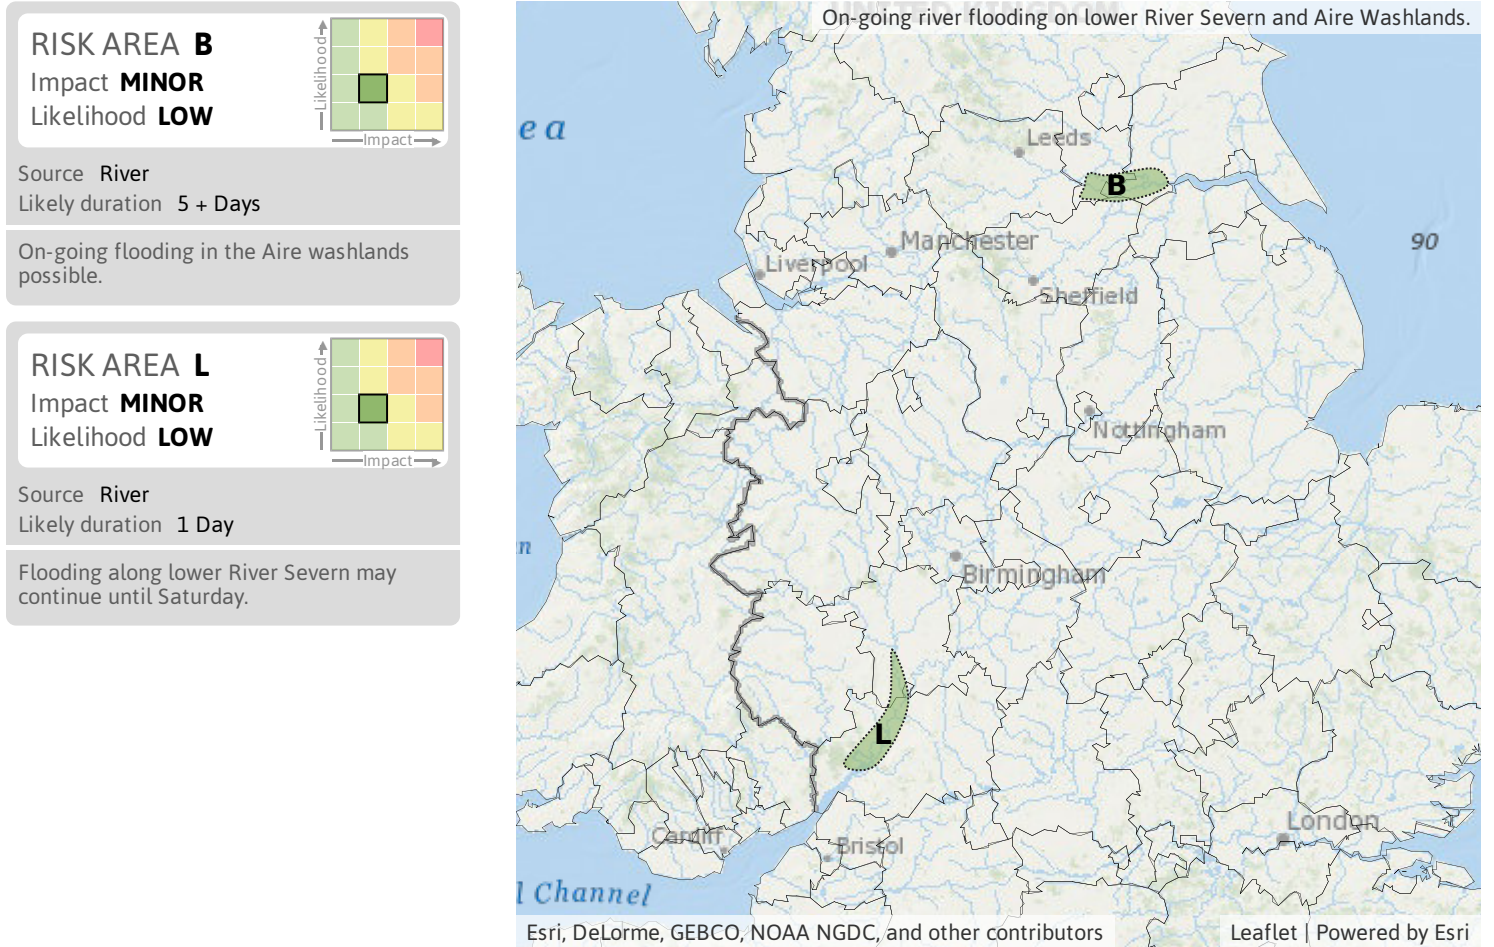 RISK AREA B
Impact MINOR
Likelihood LOW
Likelihood
Impact
Source River
Likely duration 5 + Days
On-going flooding in the Aire washlands
possible.
RISK AREA L
Impact MINOR
Likelihood LOW
Likelihood
Impact
Source River
Likely duration 1 Day
Flooding along lower River Severn may
continue until Saturday.
On-going river flooding on lower River Severn and Aire Washlands.
ea
Leeds
B
Manchester
90
Liverpool
Sheffield
Nottingham
n
Birmingham
L
London
Cardiff
Bristol
l Channel
Esri, DeLorme, GEBCO, NOAA NGDC, and other contributors
Leaflet | Powered by Esri